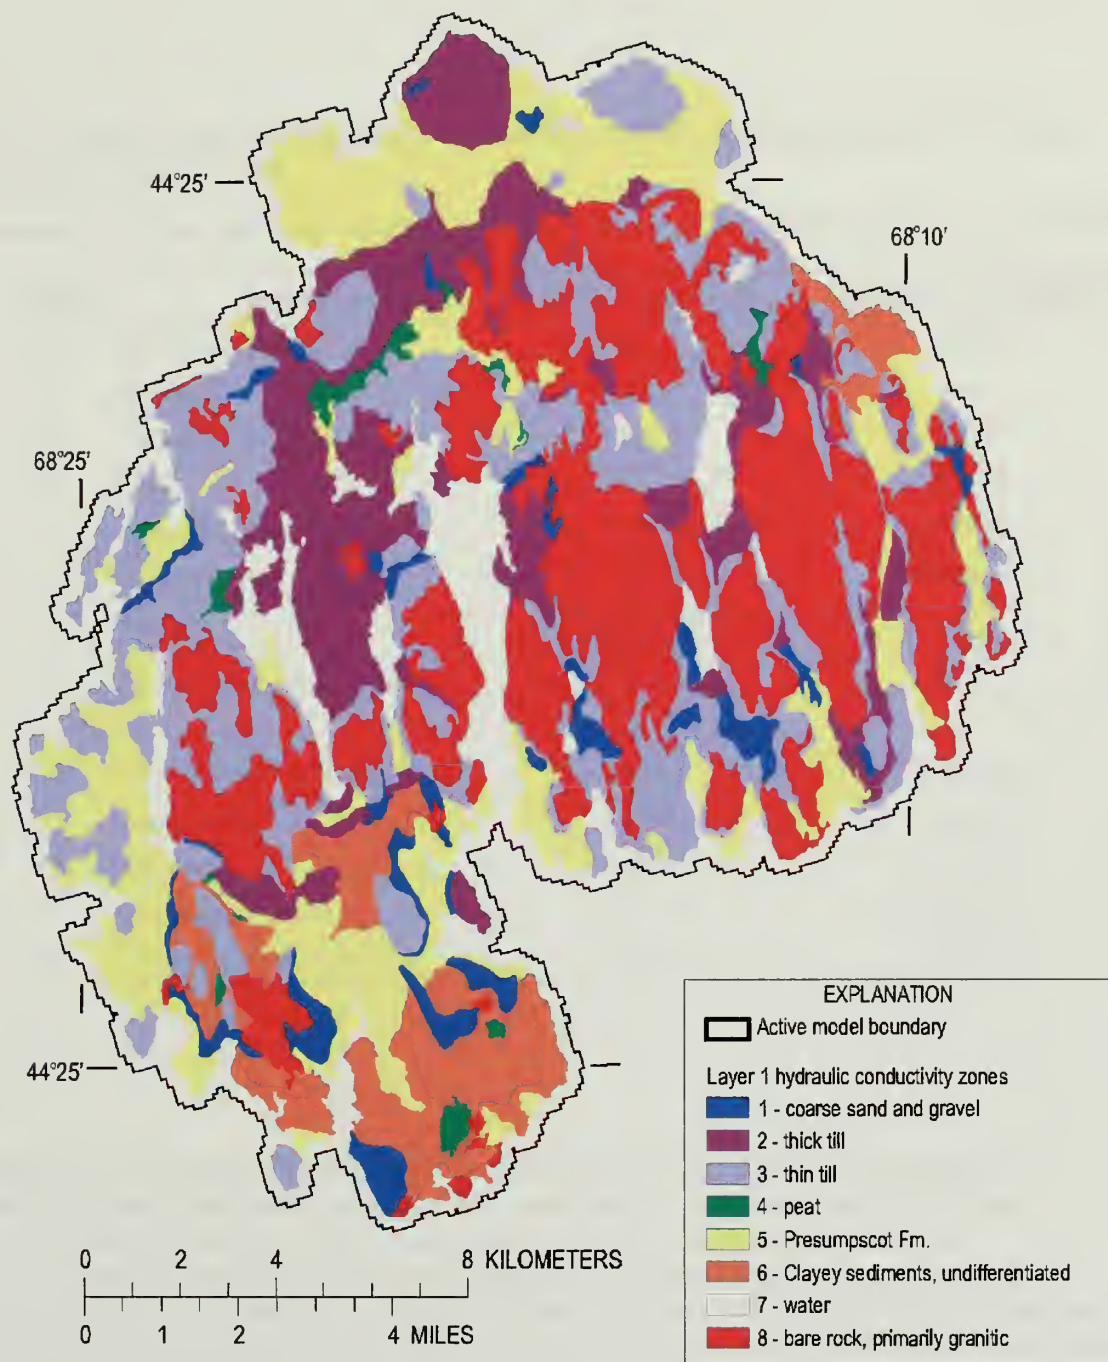 44°25'
68°10'
68°25'
44°25'
0 2 4 8 KILOMETERS
0 1 2 4 MILES
EXPLANATION
Active model boundary
Layer 1 hydraulic conductivity zones
1 - coarse sand and gravel
2 - thick till
3 - thin till
4 - peat
5 - Presumpscot Fm.
6 - Clayey sediments, undifferentiated
7 - water
8 - bare rock, primarily granitic